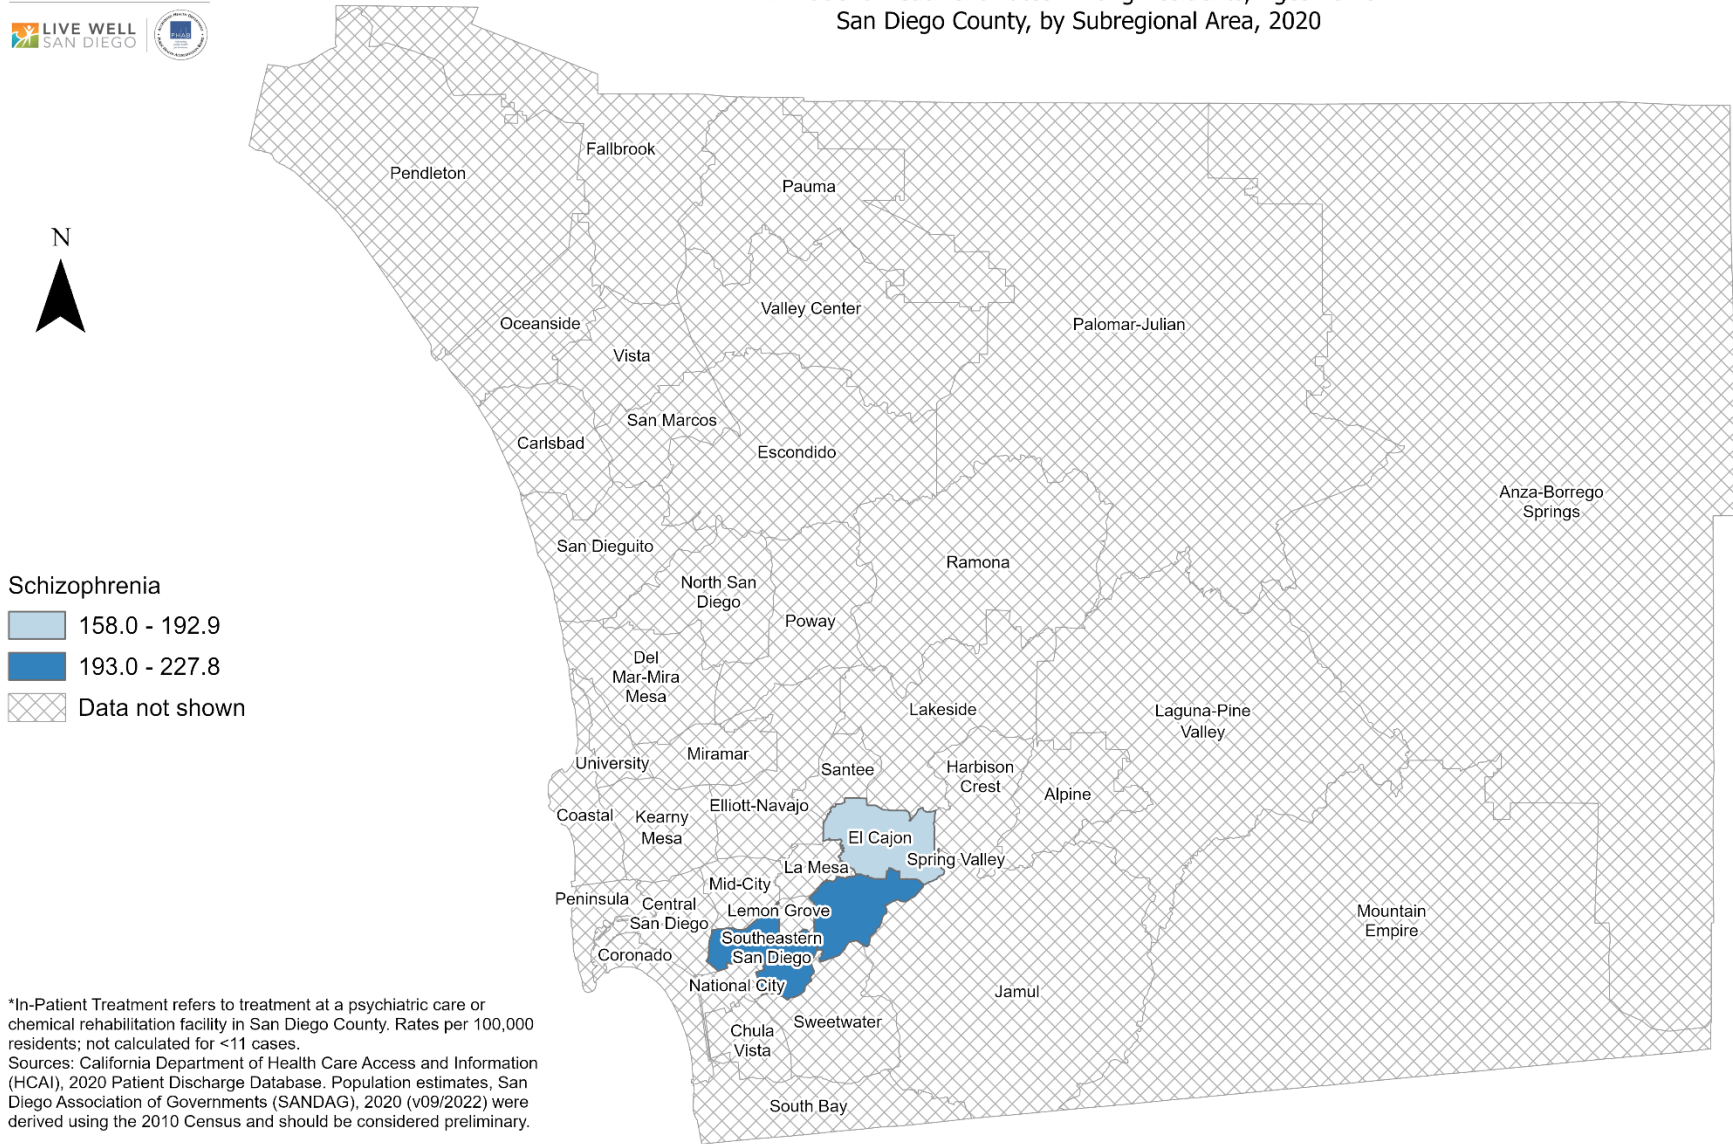 San Diego County, by Subregional Area, 2020
LIVE WELL
SAN DIEGO
PHAB
N
Pendleton
Fallbrook
Pauma
Oceanside
Vista
Valley Center
Palomar-Julian
San Marcos
Carlsbad
Escondido
Anza-Borrego
Springs
San Dieguito
North San
Diego
Ramona
Poway
Del
Mar-Mira
Mesa
Lakeside
Laguna-Pine
Valley
University
Miramar
Santee
Harbison
Crest
Alpine
Coastal
Kearny
Mesa
Elliott-Navajo
El Cajon
La Mesa
Spring Valley
Mid-City
Peninsula
Central
San Diego
Lemon Grove
Mountain
Empire
Southeastern
San Diego
Coronado
National City
Jamul
Chula
Vista
Sweetwater
South Bay
Schizophrenia
158.0 - 192.9
193.0 - 227.8
Data not shown
*In-Patient Treatment refers to treatment at a psychiatric care or
chemical rehabilitation facility in San Diego County. Rates per 100,000
residents; not calculated for <11 cases.
Sources: California Department of Health Care Access and Information
(HCAI), 2020 Patient Discharge Database. Population estimates, San
Diego Association of Governments (SANDAG), 2020 (v09/2022) were
derived using the 2010 Census and should be considered preliminary.